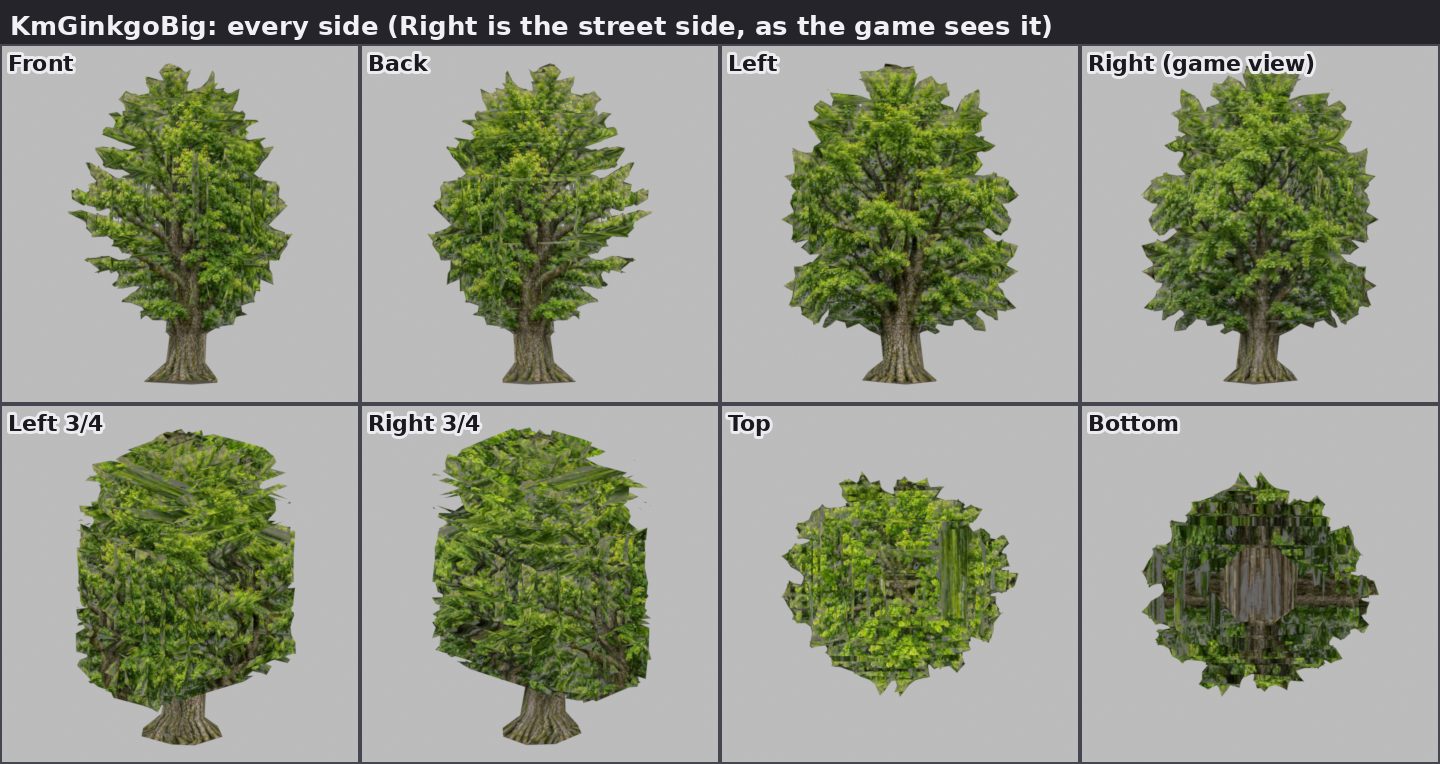 KmGinkgoBig: every side (Right is the street side, as the game sees it)
Front
Back
Left
Right (game view)
Left 3/4
Right 3/4
Top
Bottom